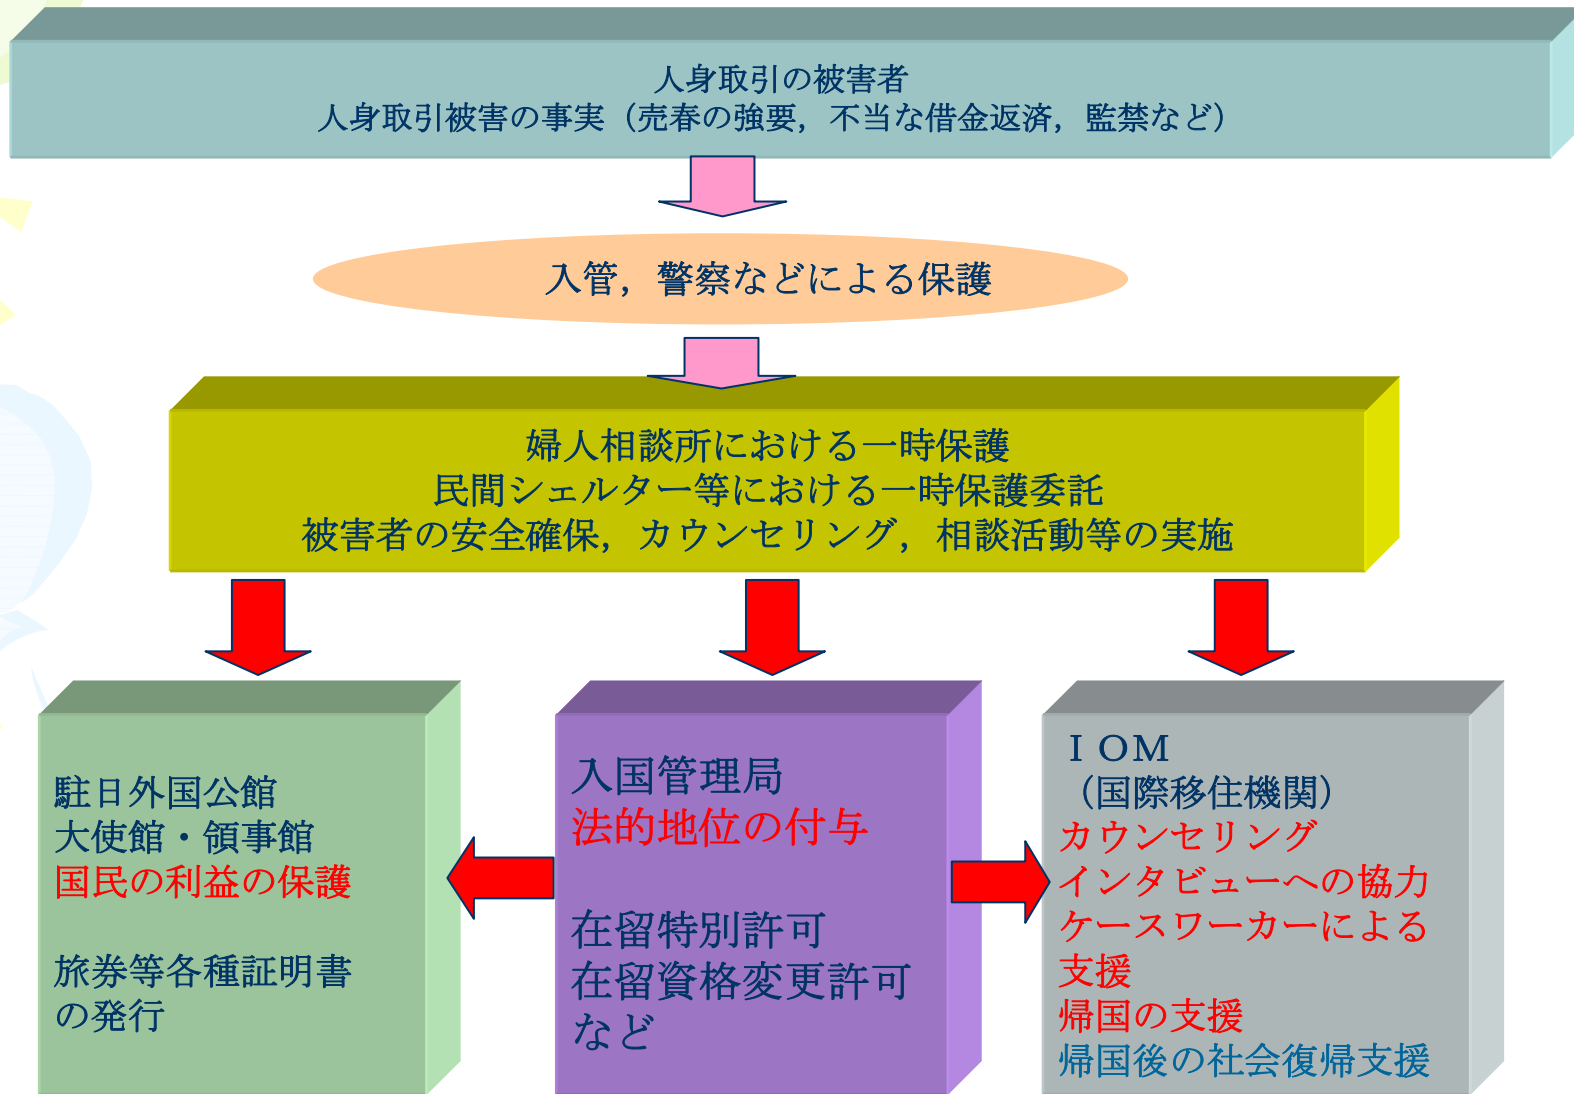 人身取引の被害者
人身取引被害の事実（売春の強要，不当な借金返済，監禁など）
入管，警察などによる保護
婦人相談所における一時保護
民間シェルター等における一時保護委託
被害者の安全確保，カウンセリング，相談活動等の実施
駐日外国公館
大使館・領事館
国民の利益の保護
旅券等各種証明書
の発行
入国管理局
法的地位の付与
在留特別許可
在留資格変更許可
など
ＩＯＭ
（国際移住機関）
カウンセリング
インタビューへの協力
ケースワーカーによる
支援
帰国の支援
帰国後の社会復帰支援